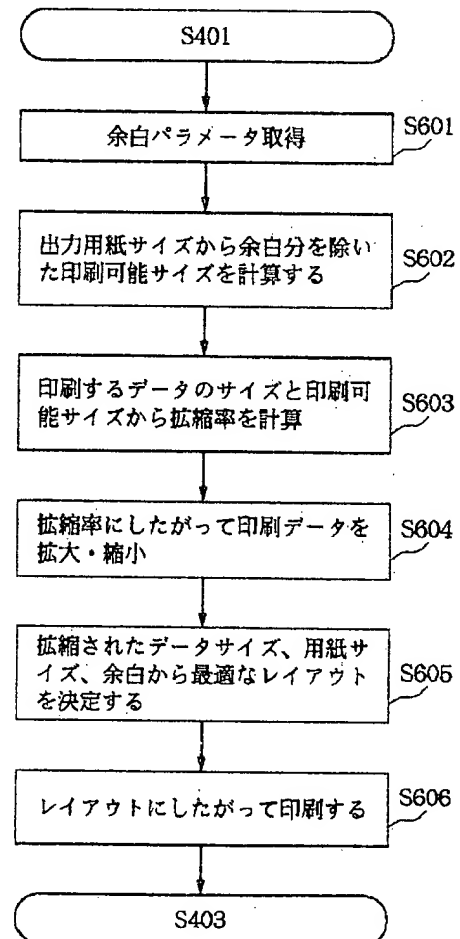 S401
余白パラメータ取得
S601
出力用紙サイズから余白分を除い
た印刷可能サイズを計算する
S602
印刷するデータのサイズと印刷可
能サイズから拡縮率を計算
S603
拡縮率にしたがって印刷データを
拡大・縮小
S604
拡縮されたデータサイズ、用紙サ
イズ、余白から最適なレイアウト
を決定する
S605
レイアウトにしたがって印刷する
S606
S403